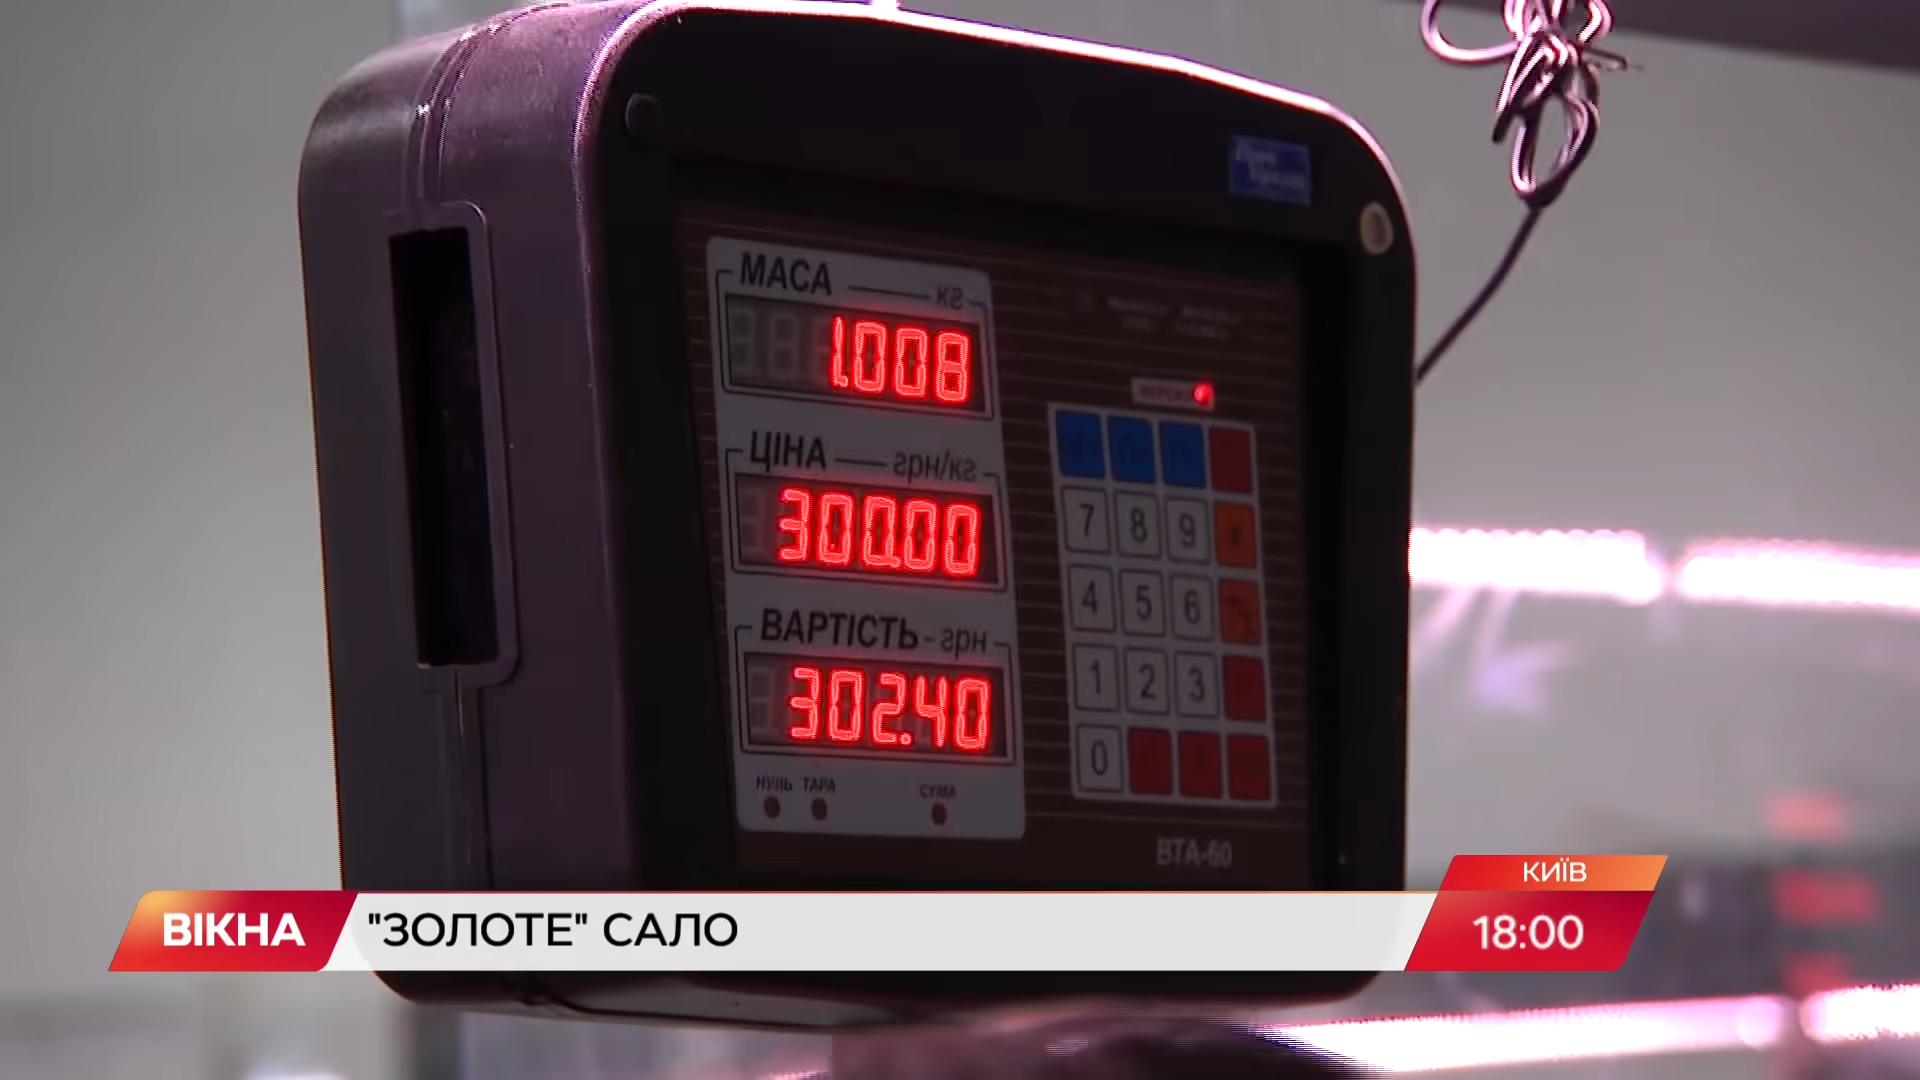 МАСА кг
1.008
ЦІНА грн/кг
300.00
ВАРТІСТЬ - грн
302.40
НУЛЬ ТАРА СУМА
7 8 9
4 5 6
1 2 3
0
ВТА-60
КИЇВ
ВІКНА "ЗОЛОТЕ" САЛО 18:00